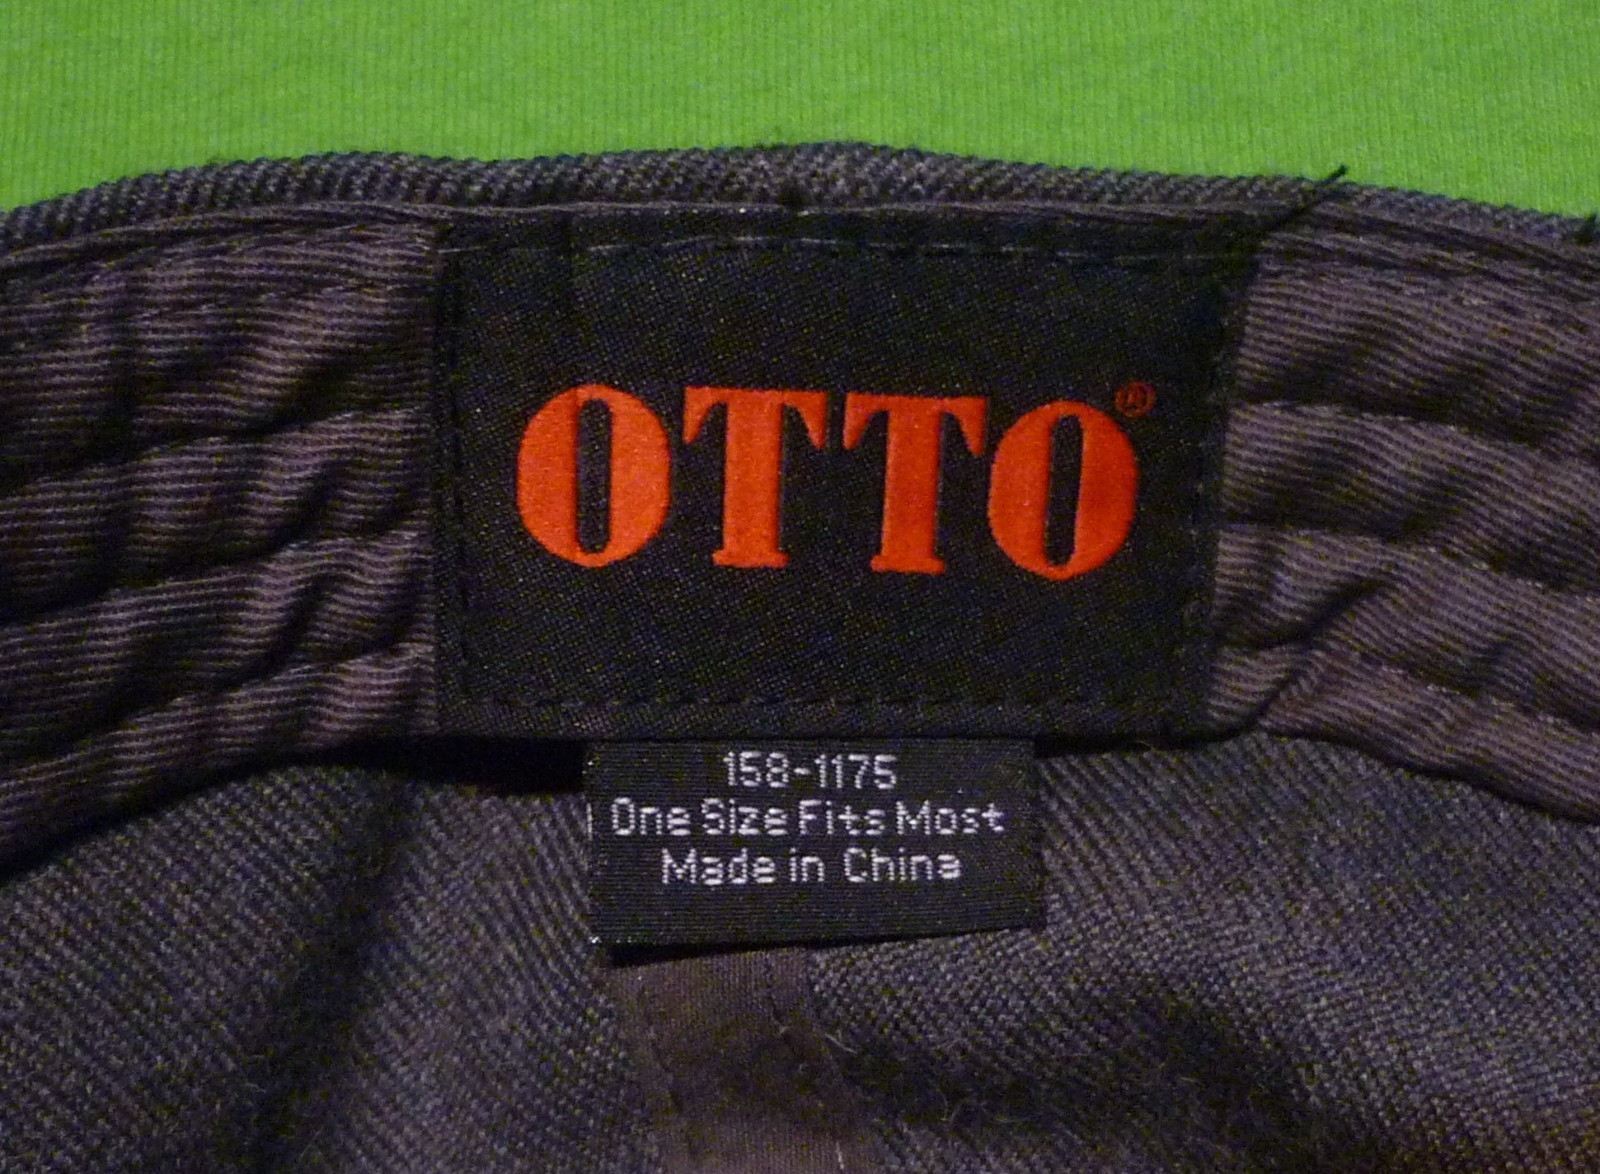 OTTO®
158-1175
One Size Fits Most
Made in China